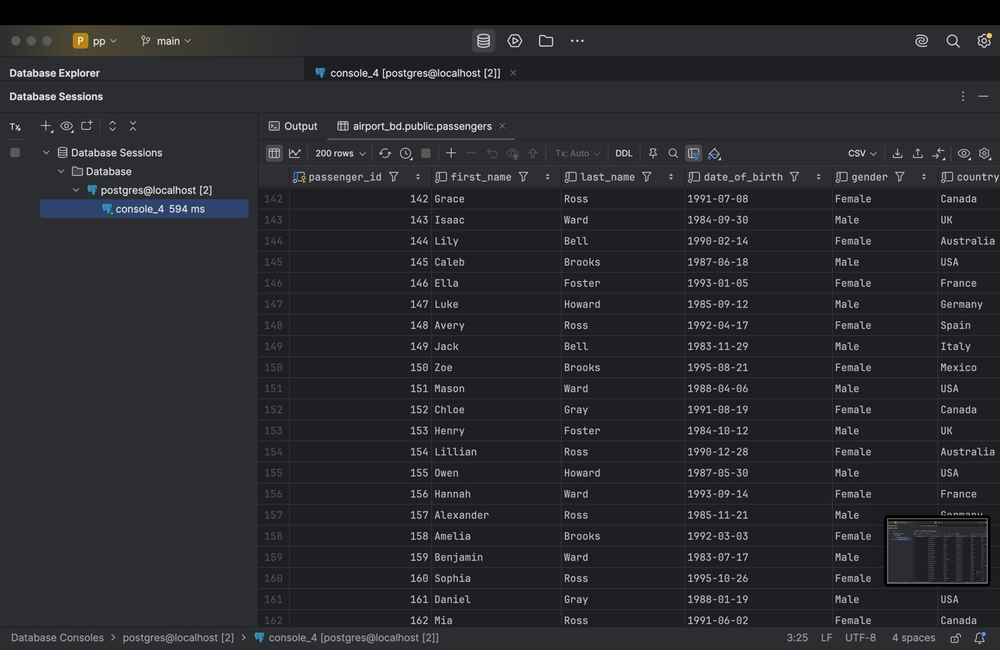 P pp main
Database Explorer console_4 [postgres@localhost [2]]
Database Sessions
Tx Output airport_bd.public.passengers
Database Sessions 200 rows Tx: Auto DDL CSV
Database
passenger_id first_name last_name date_of_birth gender country
postgres@localhost [2]
console_4 594 ms
142 142 Grace Ross 1991-07-08 Female Canada
143 143 Isaac Ward 1984-09-30 Male UK
144 144 Lily Bell 1990-02-14 Female Australia
145 145 Caleb Brooks 1987-06-18 Male USA
146 146 Ella Foster 1993-01-05 Female France
147 147 Luke Howard 1985-09-12 Male Germany
148 148 Avery Ross 1992-04-17 Female Spain
149 149 Jack Bell 1983-11-29 Male Italy
150 150 Zoe Brooks 1995-08-21 Female Mexico
151 151 Mason Ward 1988-04-06 Male USA
152 152 Chloe Gray 1991-08-19 Female Canada
153 153 Henry Foster 1984-10-12 Male UK
154 154 Lillian Ross 1990-12-28 Female Australia
155 155 Owen Howard 1987-05-30 Male USA
156 156 Hannah Ward 1993-09-14 Female France
157 157 Alexander Ross 1985-11-21 Male Germany
158 158 Amelia Brooks 1992-03-03 Female
159 159 Benjamin Ward 1983-07-17 Male
160 160 Sophia Ross 1995-10-26 Female
161 161 Daniel Gray 1988-01-19 Male USA
162 162 Mia Ross 1991-06-02 Female Canada
Database Consoles > postgres@localhost [2] > console_4 [postgres@localhost [2]] 3:25 LF UTF-8 4 spaces